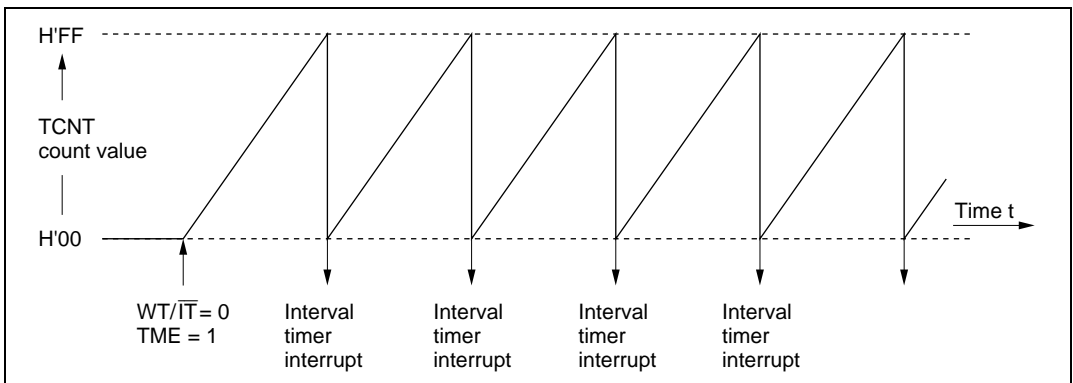 H'FF
TCNT
count value
H'00
Time t
WT/I̅T̅ = 0
TME = 1
Interval
timer
interrupt
Interval
timer
interrupt
Interval
timer
interrupt
Interval
timer
interrupt